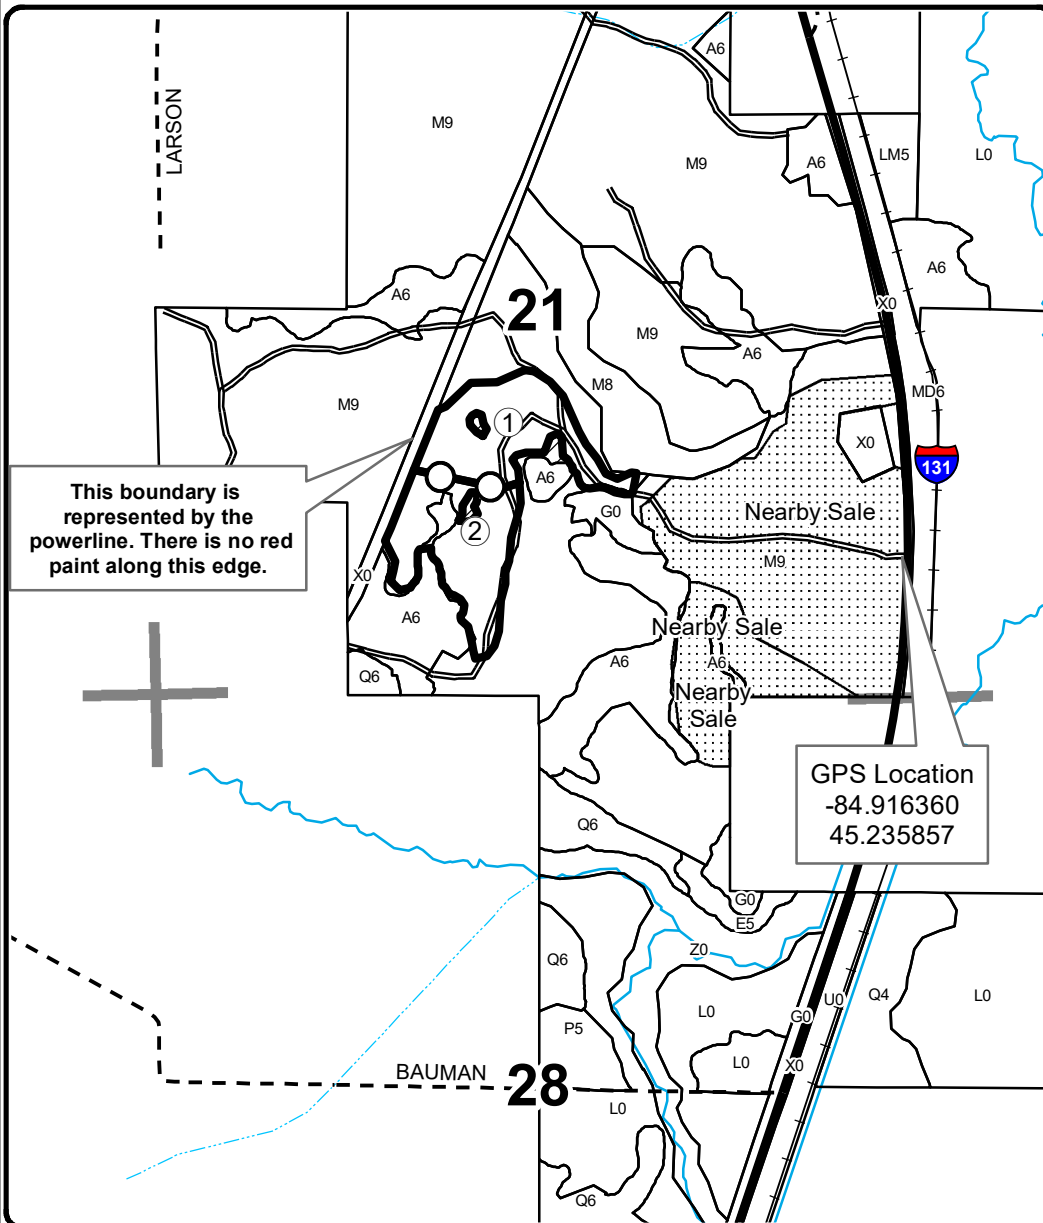 A6
LARSON
M9
M9
A6
LM5
L0
A6
A6
X0
21
M9
A6
M8
MD6
M9
1
X0
131
A6
This boundary is
represented by the
powerline. There is no red
paint along this edge.
G0
Nearby Sale
2
M9
X0
A6
Nearby Sale
A6
A6
Q6
Nearby
Sale
GPS Location
-84.916360
45.235857
Q6
G0
E5
Z0
Q6
Q4
L0
U0
L0
G0
P5
L0
X0
BAUMAN
28
L0
Q6